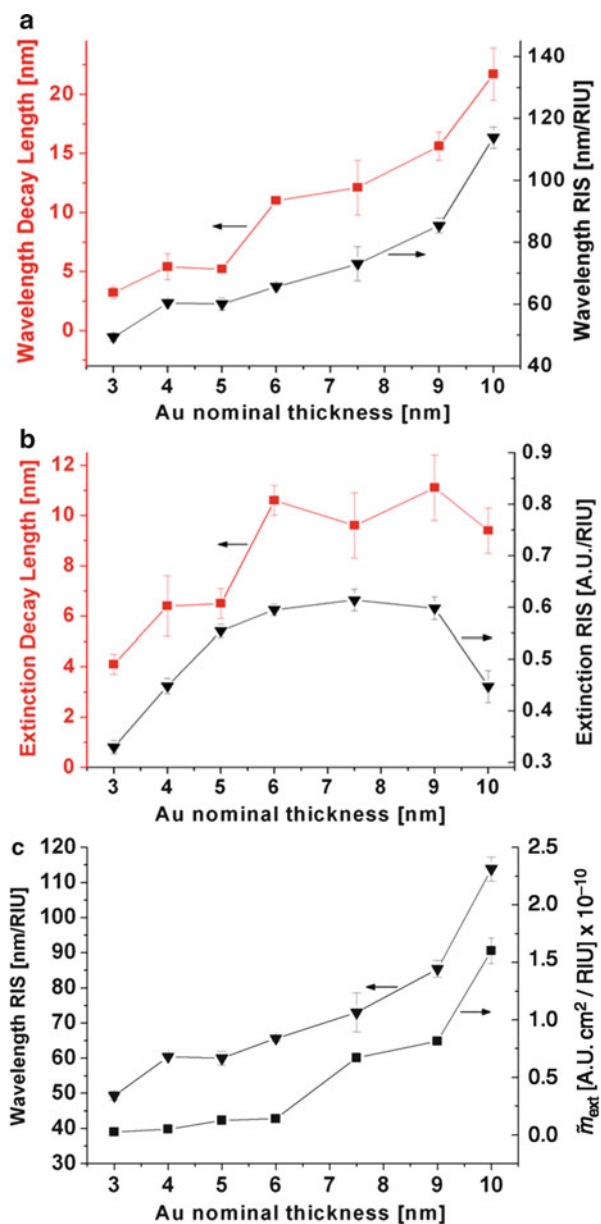 a
Wavelength Decay Length [nm]
20
15
10
5
0
140
120
100
80
60
40
Wavelength RIS [nm/RIU]
3 4 5 6 7 8 9 10
Au nominal thickness [nm]
b
Extinction Decay Length [nm]
12
10
8
6
4
2
0
0.9
0.8
0.7
0.6
0.5
0.4
0.3
Extinction RIS [A.U./RIU]
3 4 5 6 7 8 9 10
Au nominal thickness [nm]
c
Wavelength RIS [nm/RIU]
120
110
100
90
80
70
60
50
40
30
2.5
2.0
1.5
1.0
0.5
0.0
m̃ext [A.U. cm² / RIU] x 10⁻¹⁰
3 4 5 6 7 8 9 10
Au nominal thickness [nm]